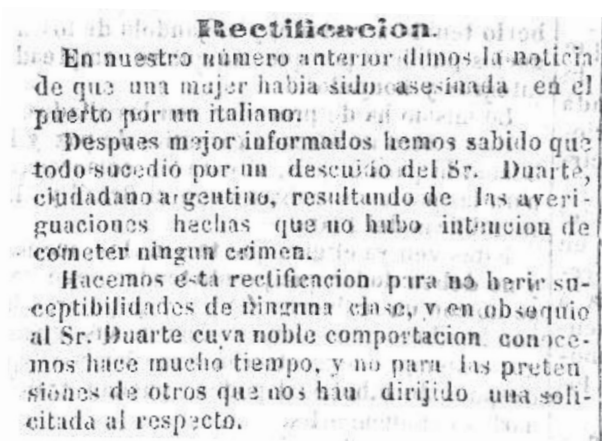 Rectificacion.
En nuestro número anterior dimos la noticia
de que una mujer habia sido asesinada en el
puerto por un italiano.
Despues mejor informados hemos sabido que
todo sucedió por un descuido del Sr. Duarte,
ciudadano argentino, resultando de las averi-
guaciones hechas que no hubo intencion de
cometer ningun crimen.
Hacemos esta rectificacion para no herir su-
ceptibilidades de ninguna clase, y en obsequio
al Sr. Duarte cuya noble comportacion conoce-
mos hace mucho tiempo, y no para las preten
siones de otros que nos han dirijido una soli-
citada al respecto.